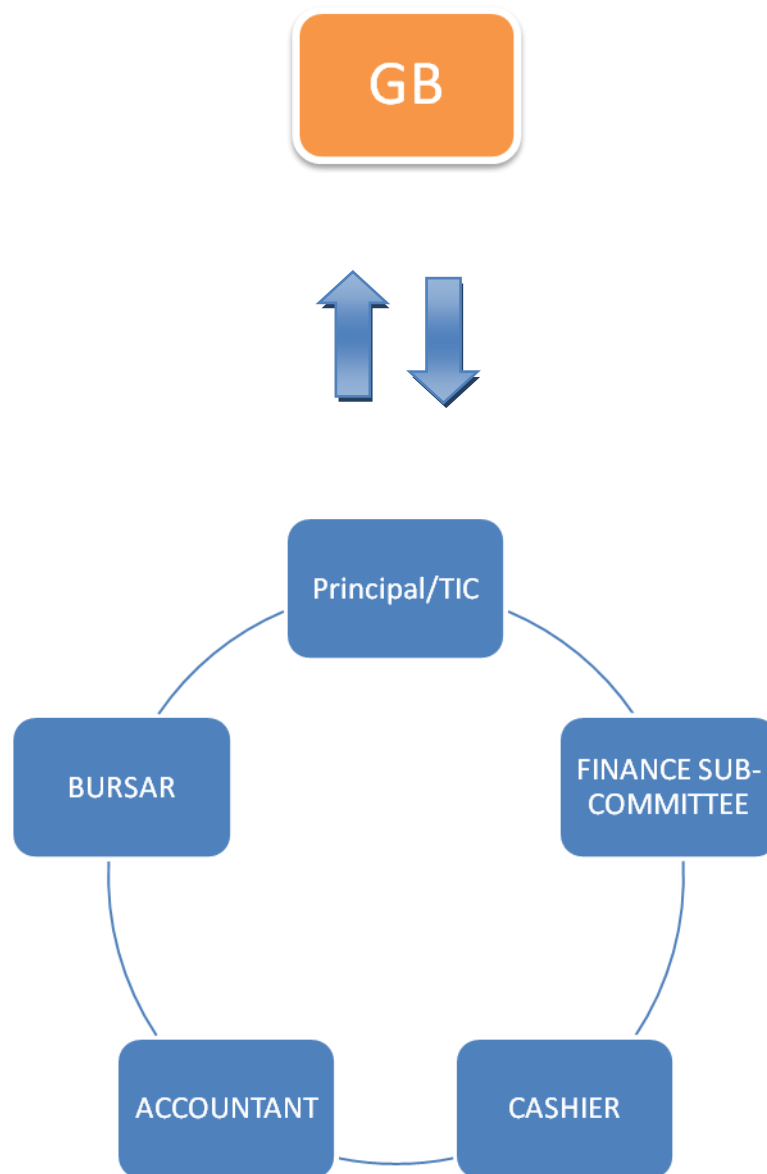 GB
Principal/TIC
BURSAR
FINANCE SUB-
COMMITTEE
ACCOUNTANT
CASHIER